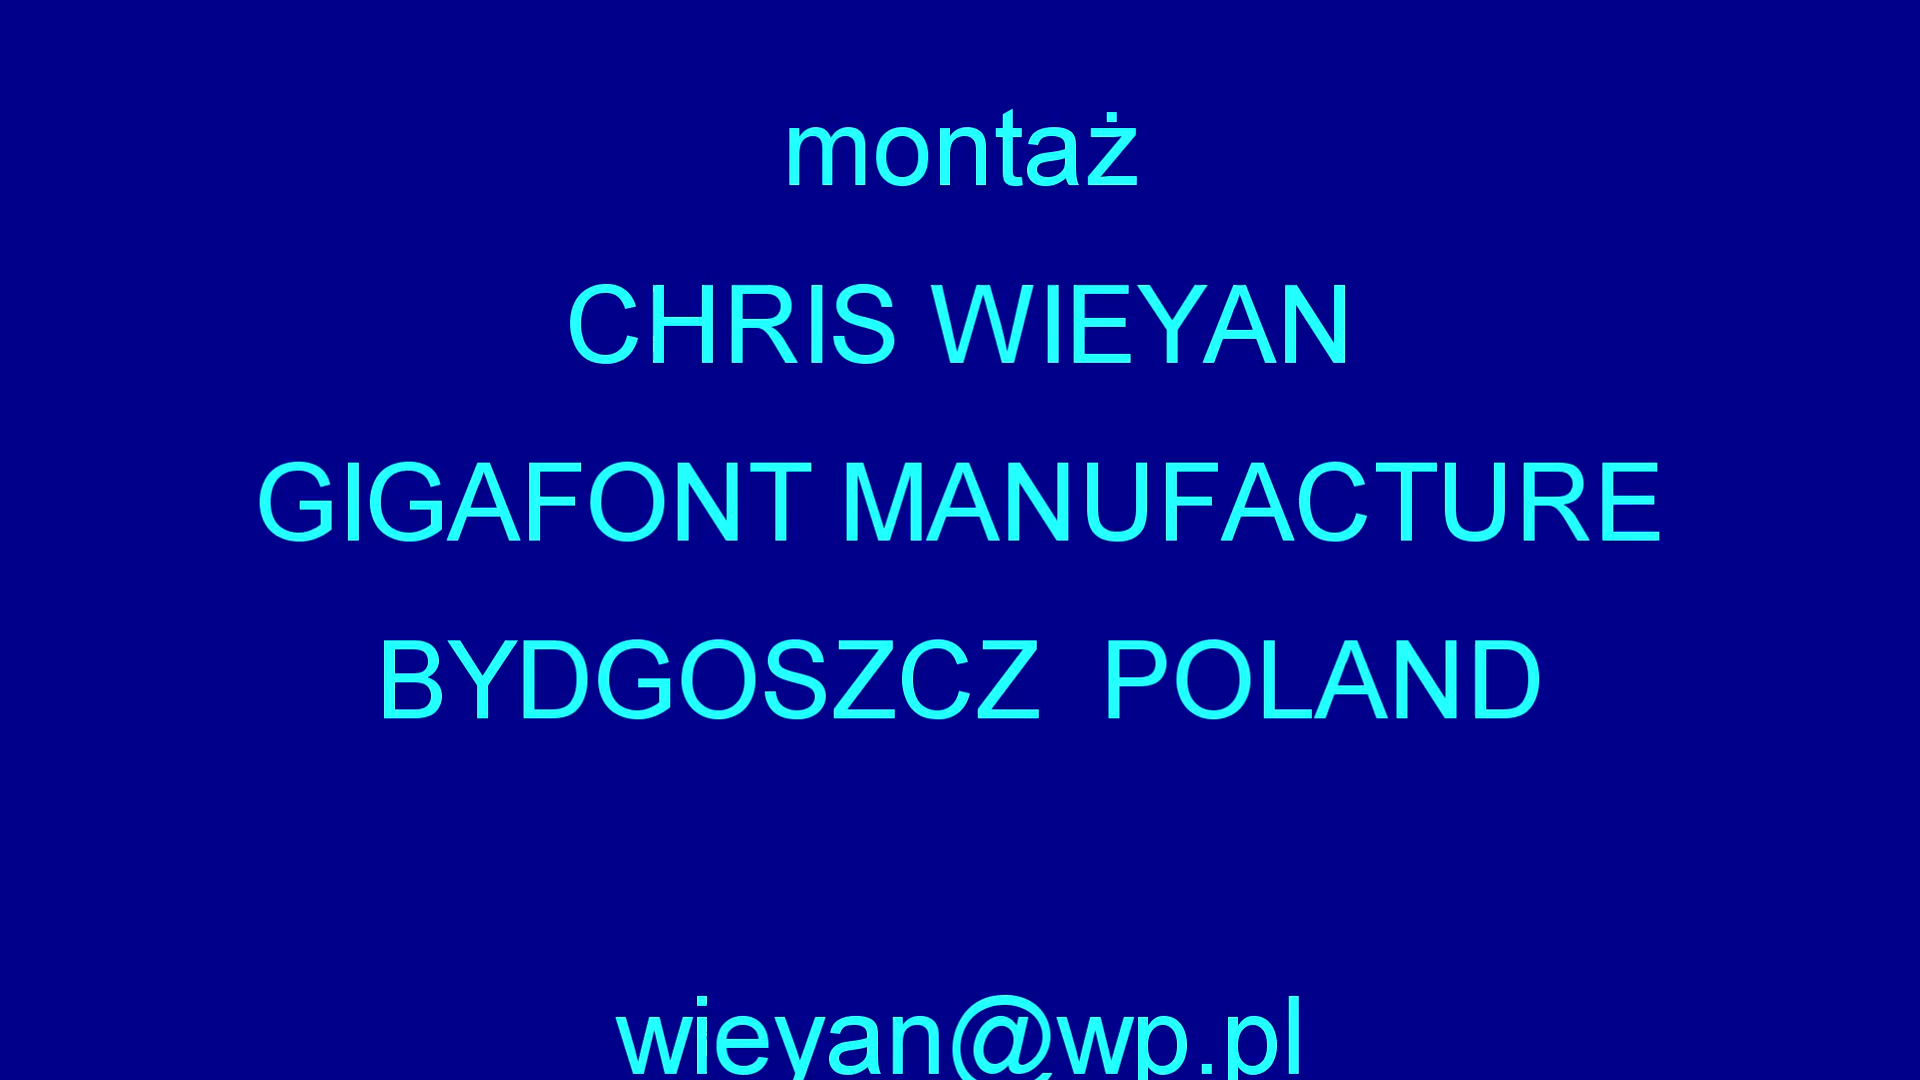 montaż
CHRIS WIEYAN
GIGAFONT MANUFACTURE
BYDGOSZCZ  POLAND
wieyan@wp.pl